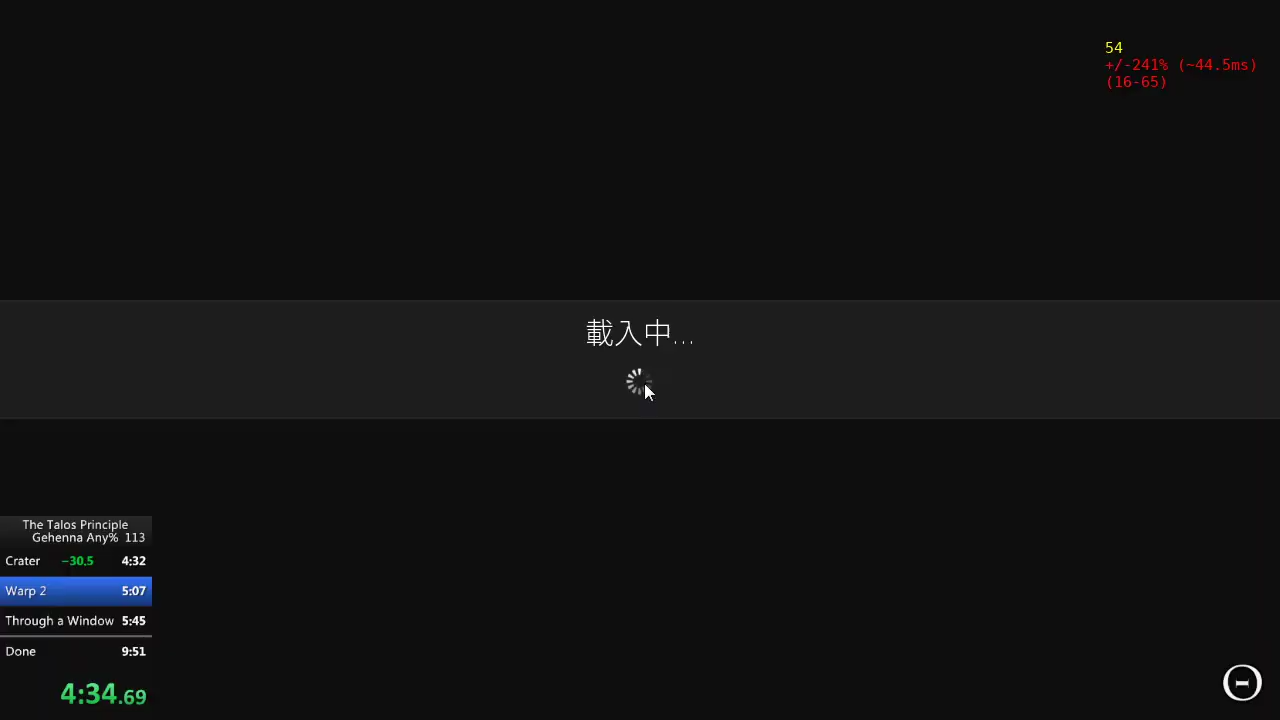 54
+/-241% (~44.5ms)
(16-65)
載入中...
The Talos Principle
Gehenna Any% 113
Crater −30.5 4:32
Warp 2 5:07
Through a Window 5:45
Done 9:51
4:34.69